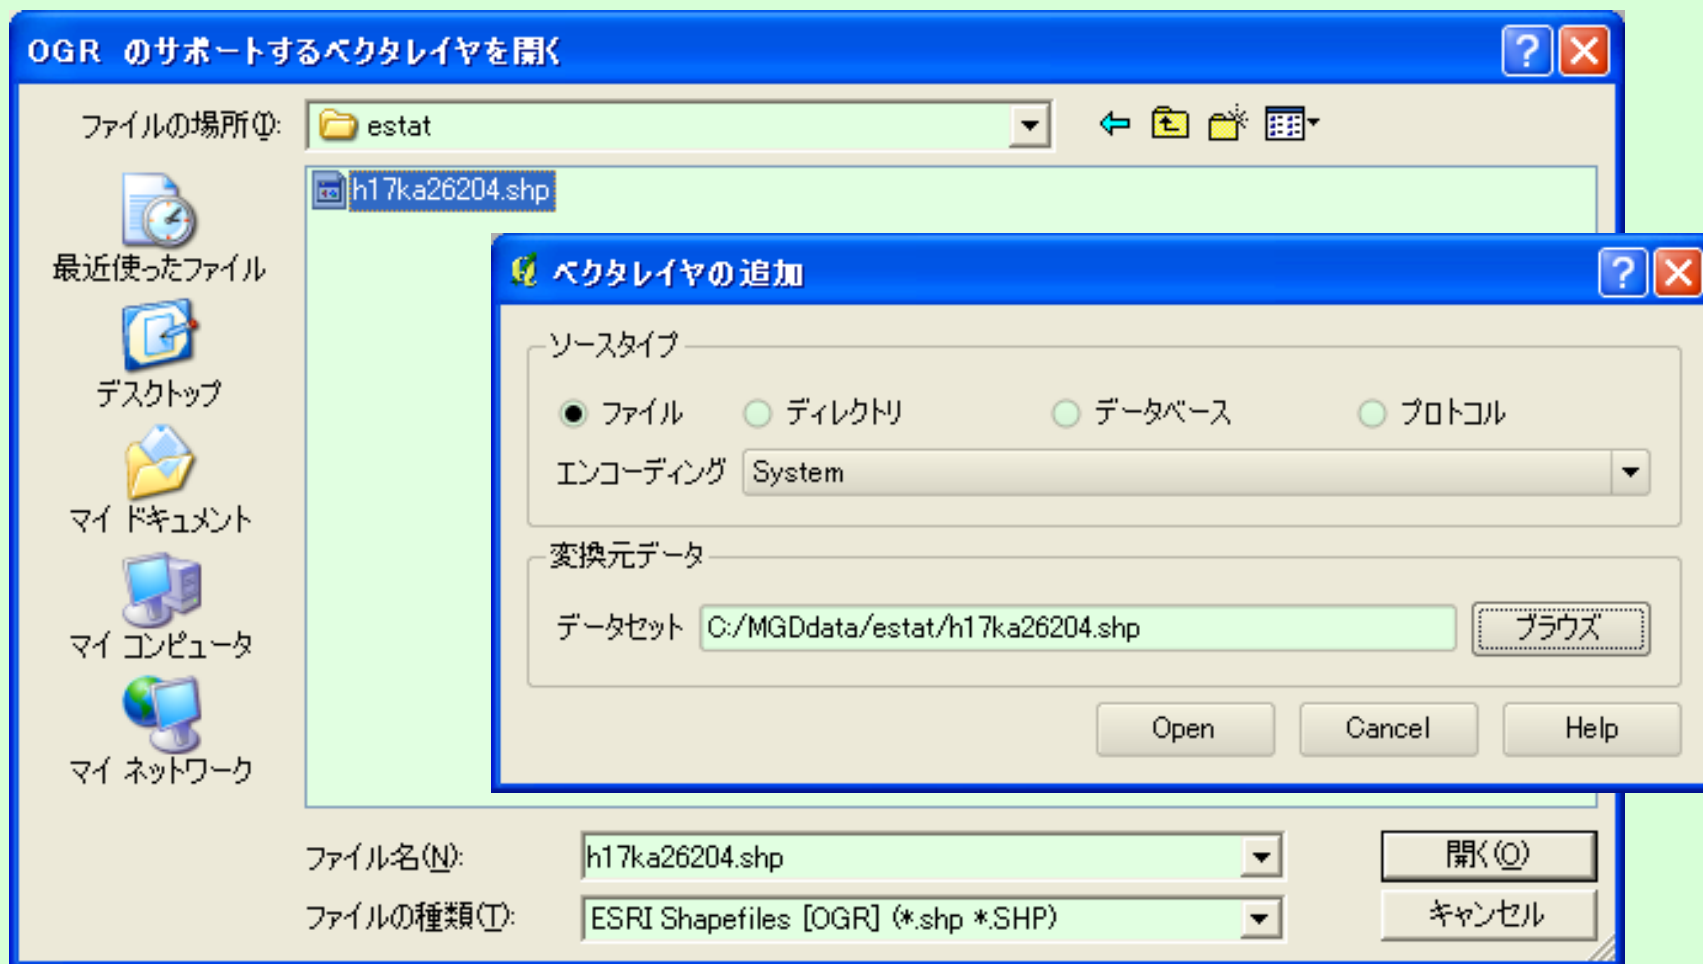 OGR のサポートするベクタレイヤを開く
ファイルの場所(I):
estat
h17ka26204.shp
最近使ったファイル
デスクトップ
マイ ドキュメント
マイ コンピュータ
マイ ネットワーク
ベクタレイヤの追加
ソースタイプ
ファイル ディレクトリ データベース プロトコル
エンコーディング System
変換元データ
データセット C:/MGDdata/estat/h17ka26204.shp ブラウズ
Open Cancel Help
ファイル名(N): h17ka26204.shp 開く(O)
ファイルの種類(T): ESRI Shapefiles [OGR] (*.shp *.SHP) キャンセル